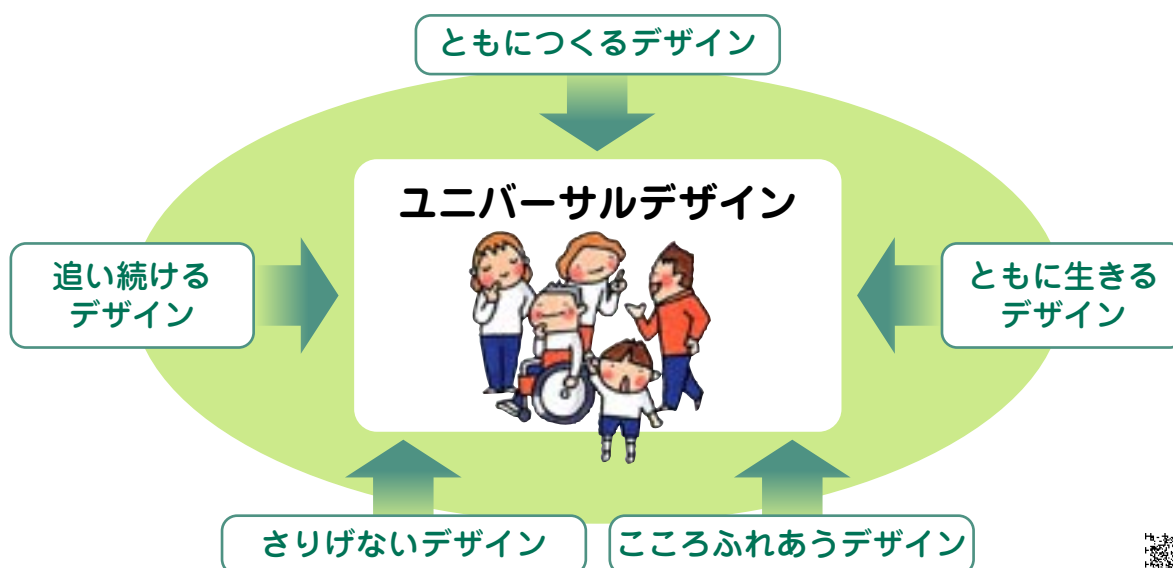 ともにつくるデザイン
ユニバーサルデザイン
追い続ける
デザイン
ともに生きる
デザイン
さりげないデザイン
こころふれあうデザイン